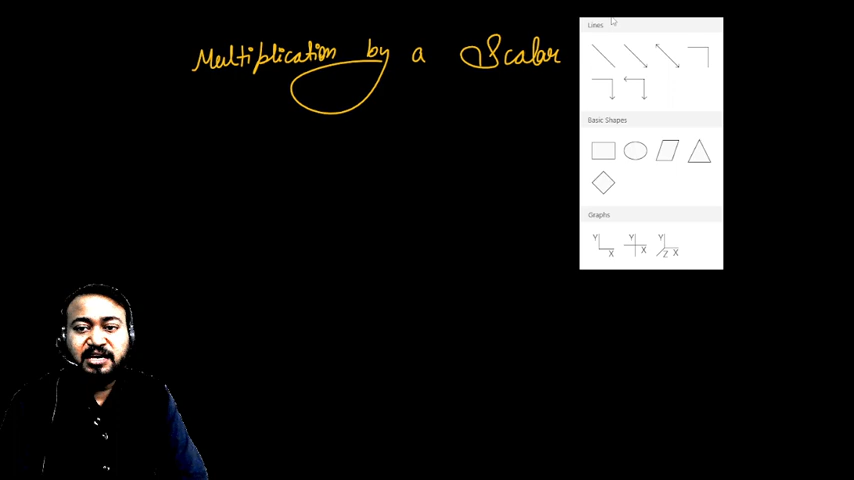 Multiplication by a Scalar
Lines
Basic Shapes
Graphs
Y X Y X Y Z X